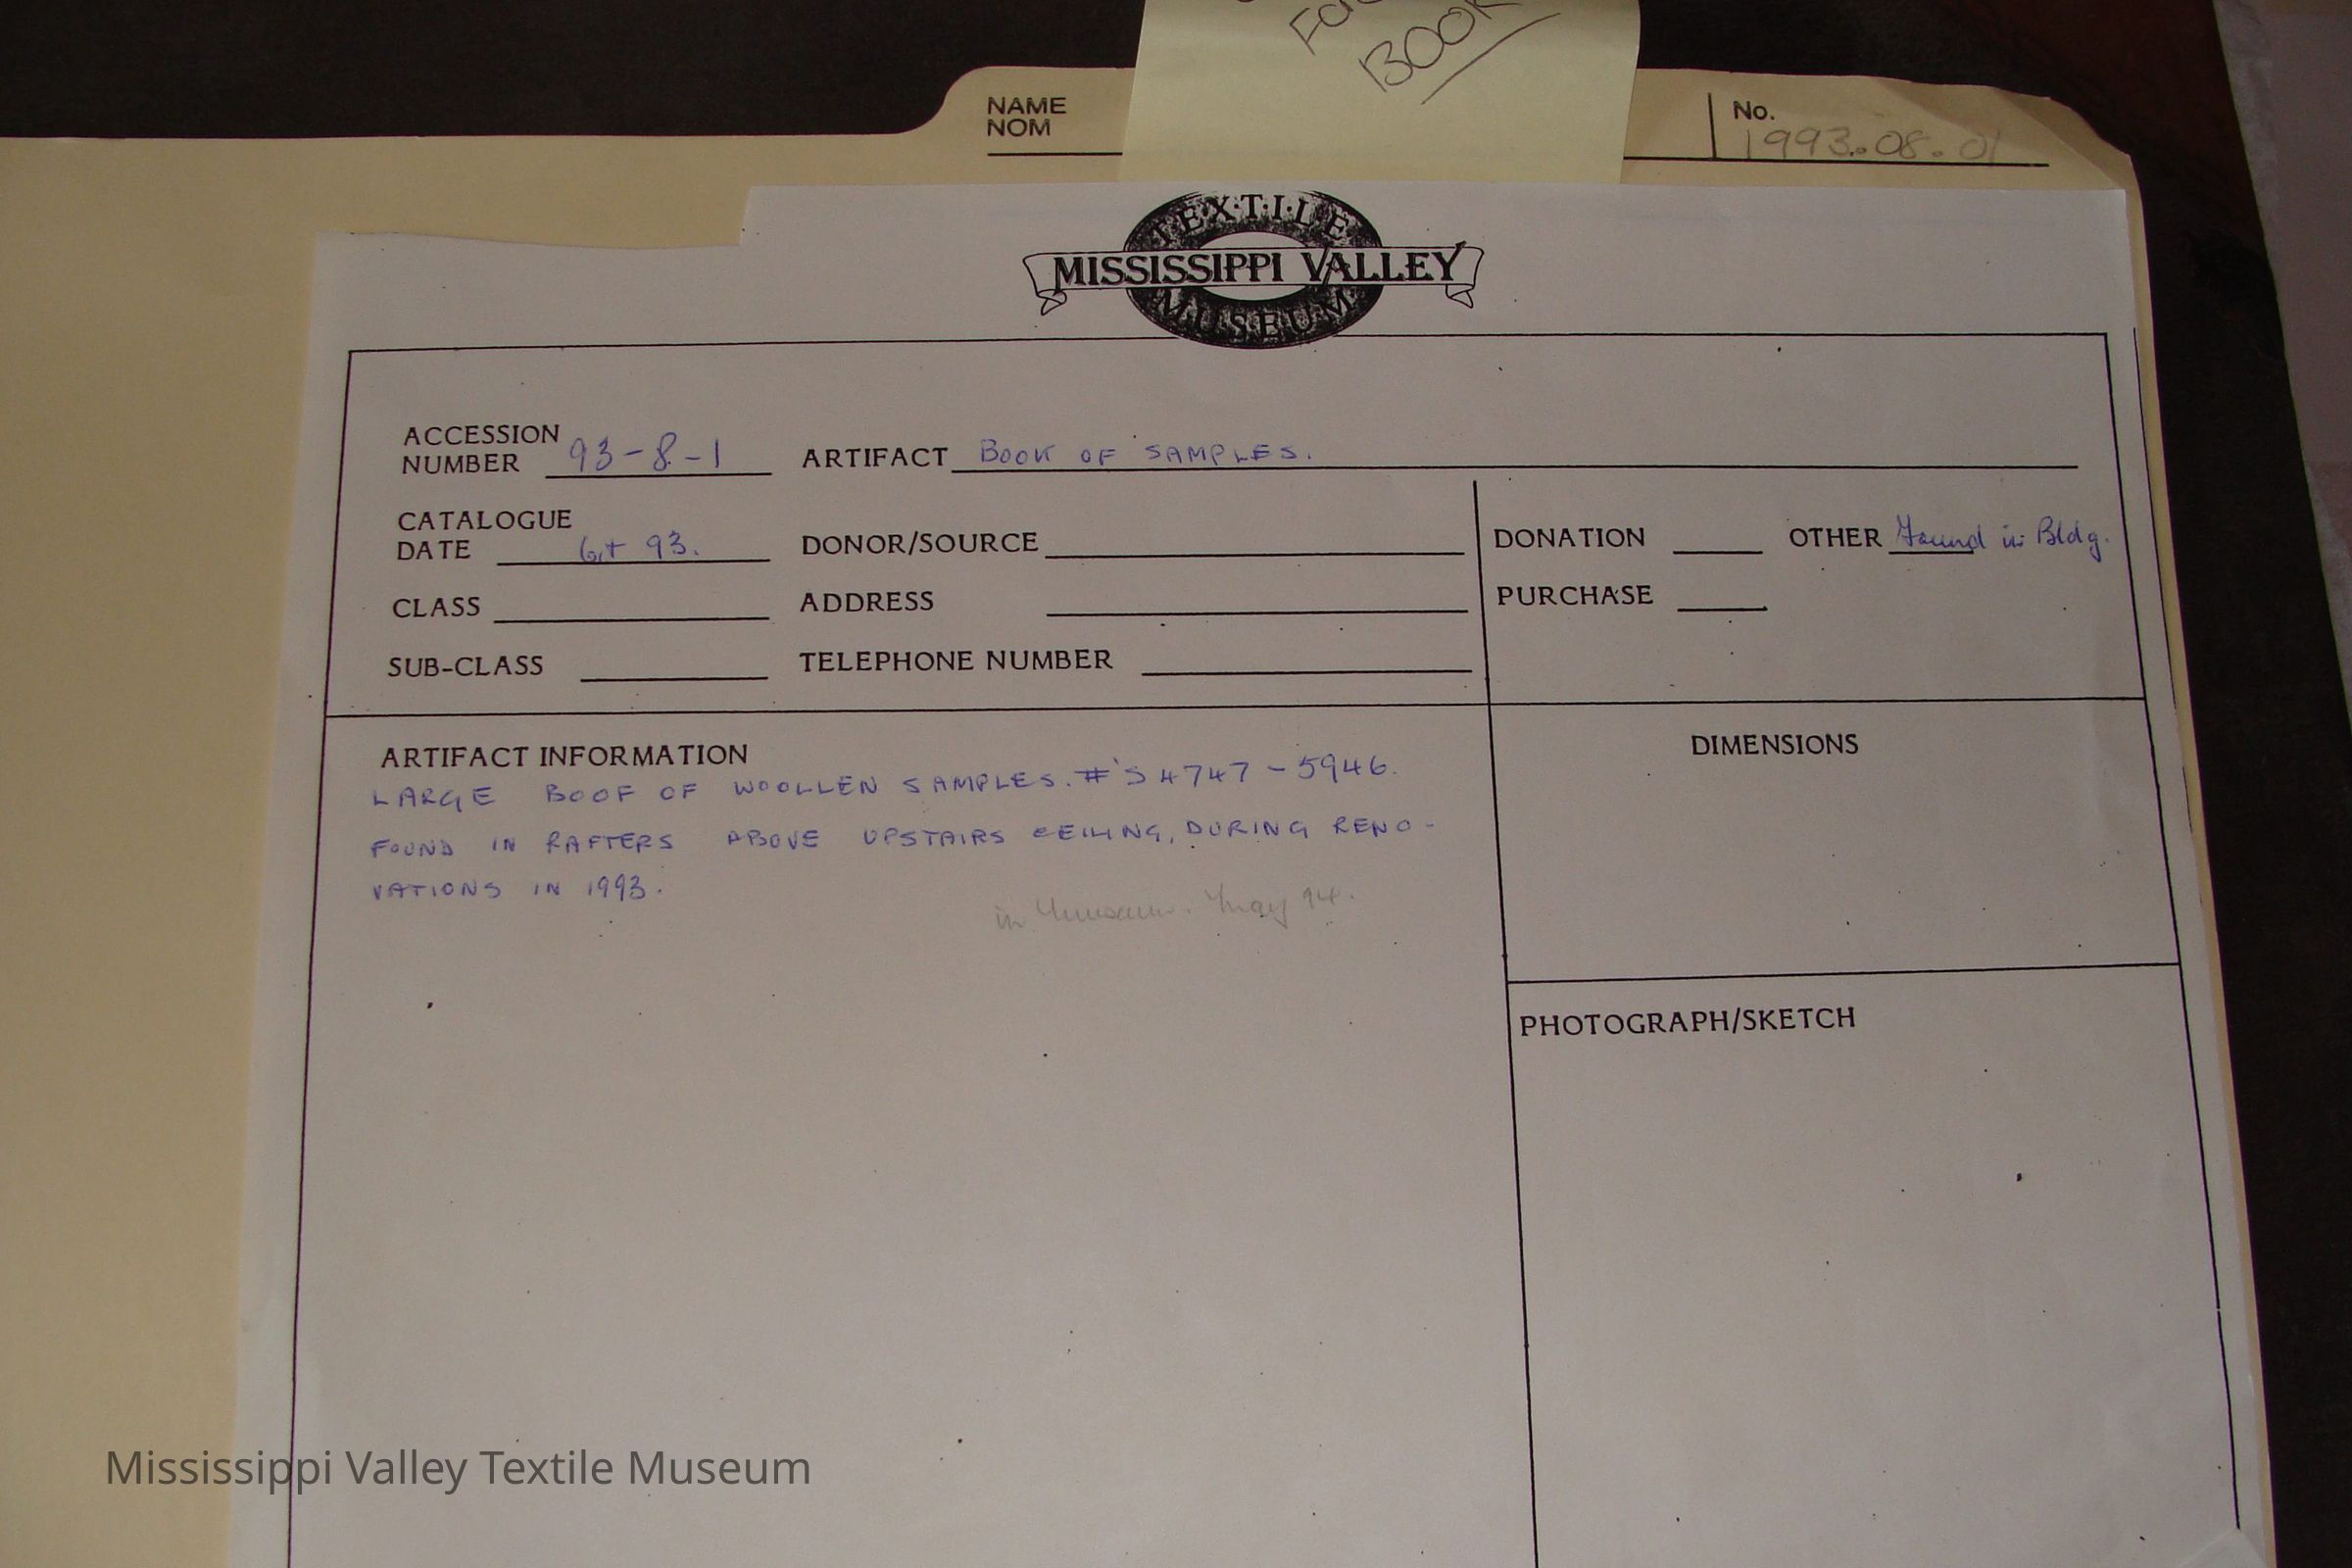 BOOK
NAME
NOM
No.
1993.08.01
TEXTILE
MISSISSIPPI VALLEY
MUSEUM
ACCESSION
NUMBER 93-8-1 ARTIFACT BOOK OF SAMPLES.
CATALOGUE
DATE 93. DONOR/SOURCE DONATION OTHER Found in Bldg.
CLASS ADDRESS PURCHASE
SUB-CLASS TELEPHONE NUMBER
ARTIFACT INFORMATION DIMENSIONS
LARGE BOOF OF WOOLLEN SAMPLES. #'S 4747 - 5946.
FOUND IN RAFTERS ABOVE UPSTAIRS CEILING, DURING RENO-
VATIONS IN 1993.
in Museum. May 94.
PHOTOGRAPH/SKETCH
Mississippi Valley Textile Museum